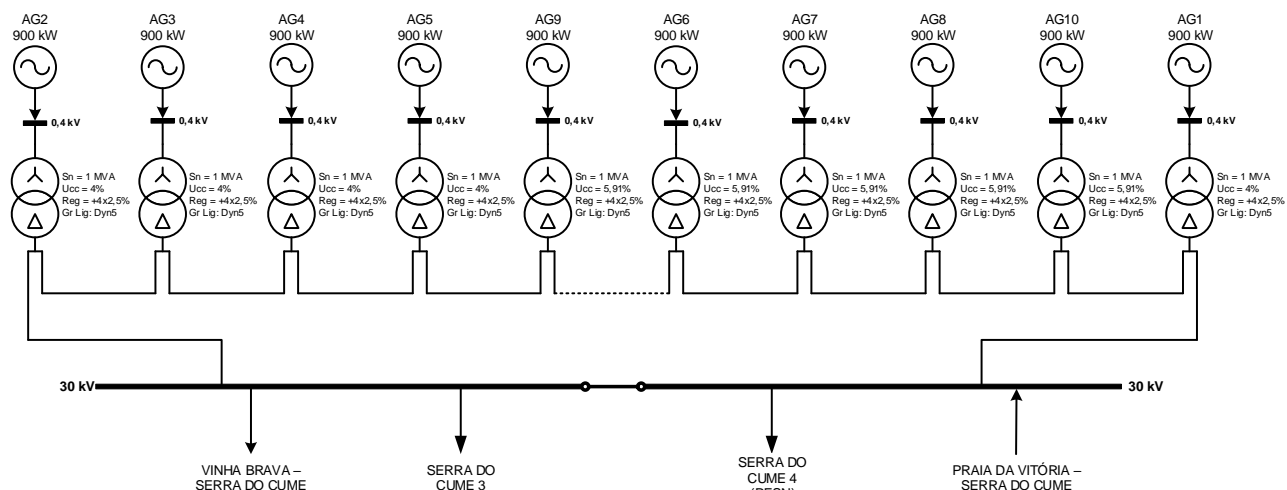 AG2
900 kW
AG3
900 kW
AG4
900 kW
AG5
900 kW
AG9
900 kW
AG6
900 kW
AG7
900 kW
AG8
900 kW
AG10
900 kW
AG1
900 kW
0,4 kV
0,4 kV
0,4 kV
0,4 kV
0,4 kV
0,4 kV
0,4 kV
0,4 kV
0,4 kV
0,4 kV
Sn = 1 MVA
Ucc = 4%
Reg = +4x2,5%
Gr Lig: Dyn5
Sn = 1 MVA
Ucc = 4%
Reg = +4x2,5%
Gr Lig: Dyn5
Sn = 1 MVA
Ucc = 4%
Reg = +4x2,5%
Gr Lig: Dyn5
Sn = 1 MVA
Ucc = 4%
Reg = +4x2,5%
Gr Lig: Dyn5
Sn = 1 MVA
Ucc = 5,91%
Reg = +4x2,5%
Gr Lig: Dyn5
Sn = 1 MVA
Ucc = 5,91%
Reg = +4x2,5%
Gr Lig: Dyn5
Sn = 1 MVA
Ucc = 5,91%
Reg = +4x2,5%
Gr Lig: Dyn5
Sn = 1 MVA
Ucc = 5,91%
Reg = +4x2,5%
Gr Lig: Dyn5
Sn = 1 MVA
Ucc = 5,91%
Reg = +4x2,5%
Gr Lig: Dyn5
Sn = 1 MVA
Ucc = 4%
Reg = +4x2,5%
Gr Lig: Dyn5
30 kV
30 kV
VINHA BRAVA –
SERRA DO CUME
SERRA DO
CUME 3
SERRA DO
CUME 4
PRAIA DA VITÓRIA –
SERRA DO CUME